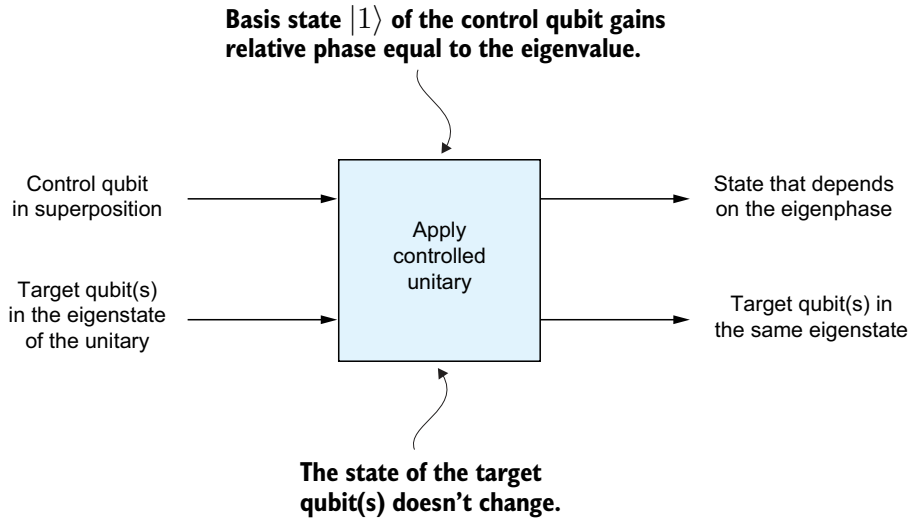 Basis state |1⟩ of the control qubit gains
relative phase equal to the eigenvalue.
Control qubit
in superposition
Apply
controlled
unitary
State that depends
on the eigenphase
Target qubit(s)
in the eigenstate
of the unitary
Target qubit(s) in
the same eigenstate
The state of the target
qubit(s) doesn't change.